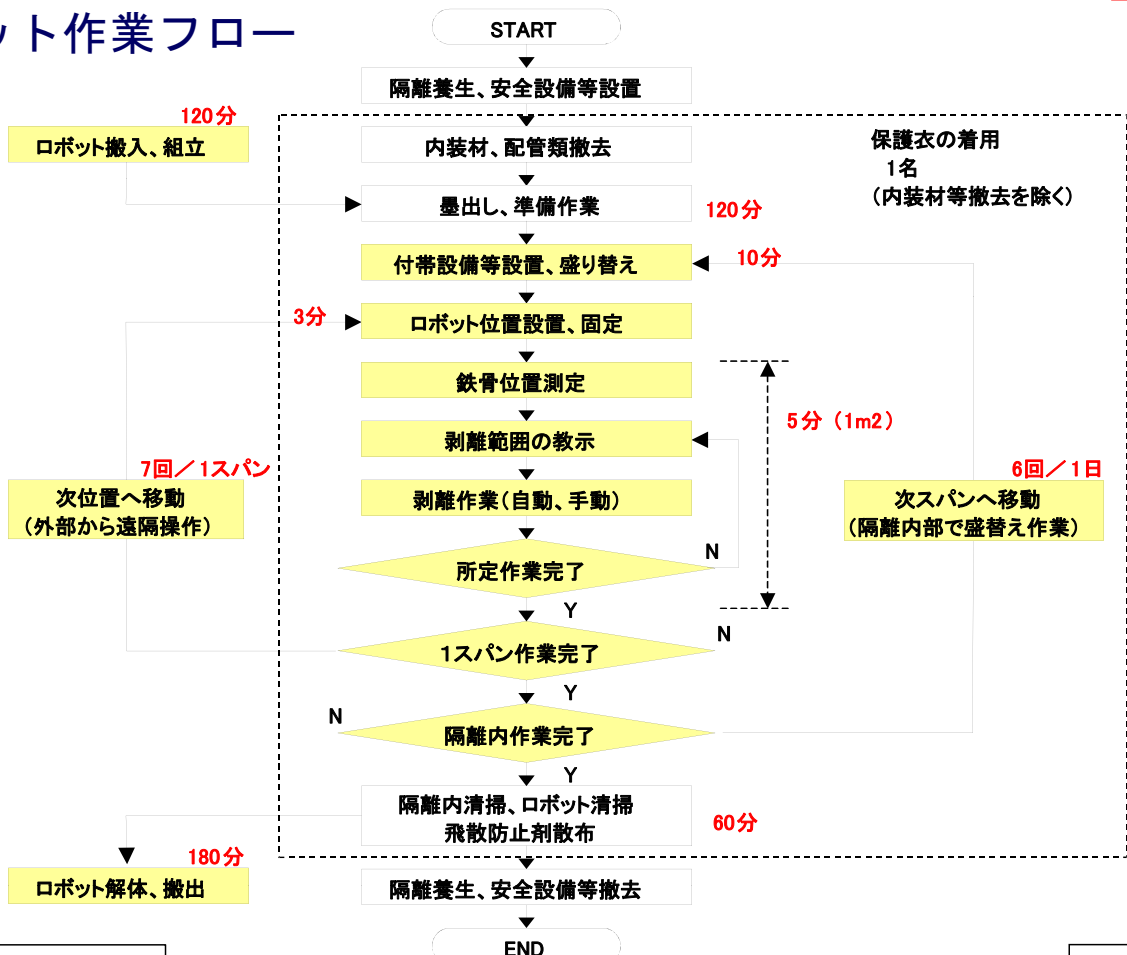 ット作業フロー
START
隔離養生、安全設備等設置
120分
ロボット搬入、組立
内装材、配管類撤去
保護衣の着用
1名
(内装材等撤去を除く)
墨出し、準備作業
120分
付帯設備等設置、盛り替え
10分
3分
ロボット位置設置、固定
鉄骨位置測定
5分（1m2）
剥離範囲の教示
7回／1スパン
次位置へ移動
(外部から遠隔操作)
剥離作業(自動、手動)
6回／1日
次スパンへ移動
(隔離内部で盛替え作業)
所定作業完了
N
Y
1スパン作業完了
N
Y
隔離内作業完了
N
Y
隔離内清掃、ロボット清掃
飛散防止剤散布
60分
180分
ロボット解体、搬出
隔離養生、安全設備等撤去
END